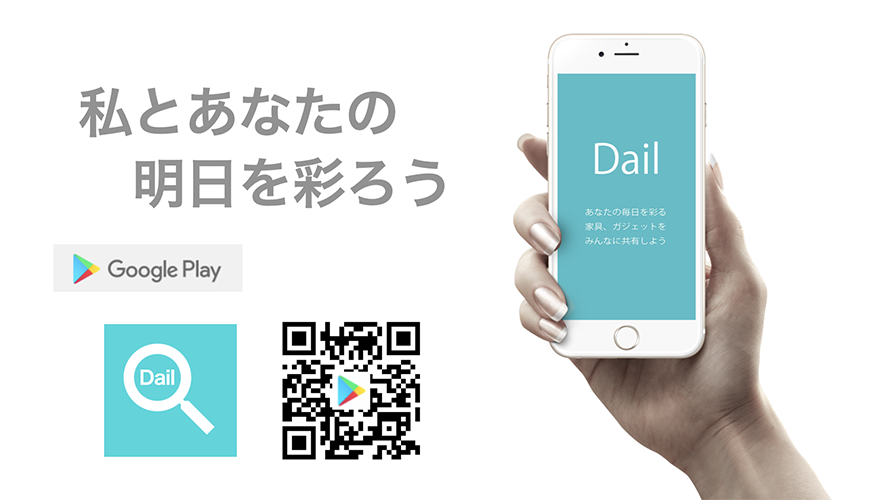 私とあなたの
明日を彩ろう
Google Play
Dail
Dail
あなたの毎日を彩る
家具、ガジェットを
みんなに共有しよう